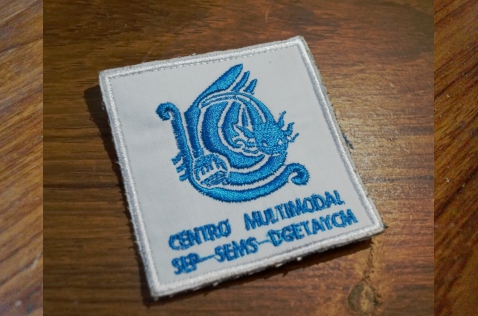 CENTRO MULTIMODAL
SEP-SEMS-DGETAYCM